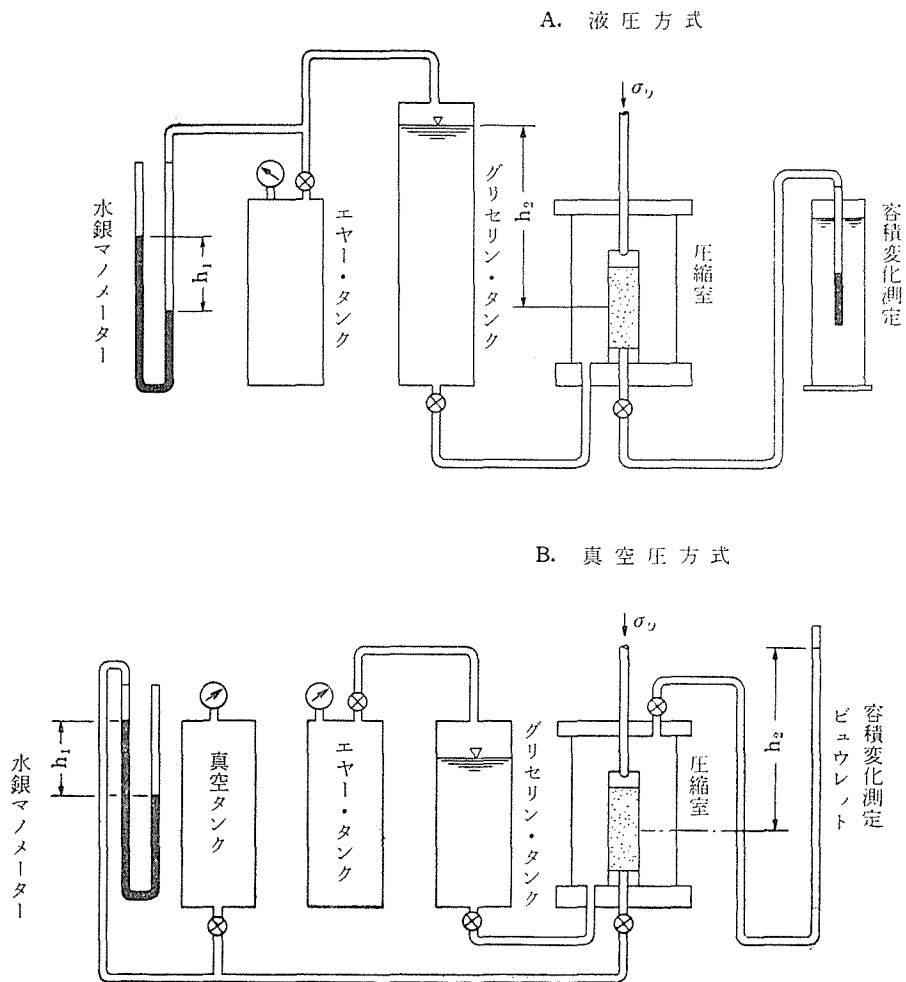 A. 液圧方式
水銀マノメーター
h₁
エヤー・タンク
グリセリン・タンク
h₂
σ
圧縮室
容積変化測定
B. 真空圧方式
水銀マノメーター
h₁
真空タンク
エヤー・タンク
グリセリン・タンク
σ
圧縮室
h₂
容積変化測定
ビュウレット